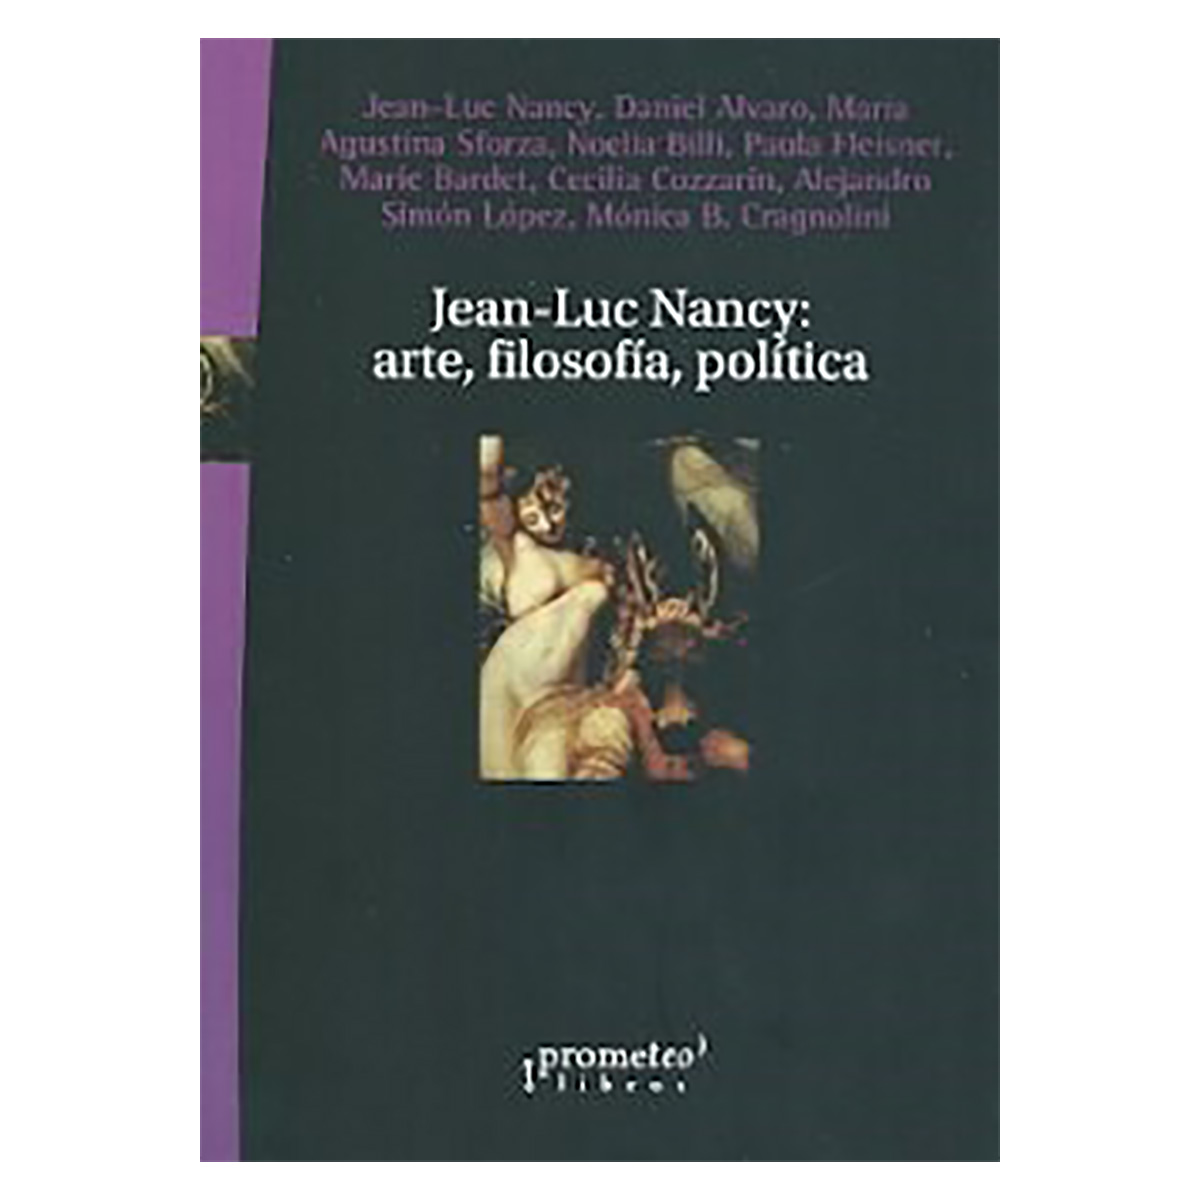 Jean-Luc Nancy, Daniel Alvaro, María
Agustina Sforza, Noelia Billi, Paula Fleisner,
Marie Bardet, Cecilia Cozzarin, Alejandro
Simón López, Mónica B. Cragnolini
Jean-Luc Nancy:
arte, filosofía, política
prometeo
libros